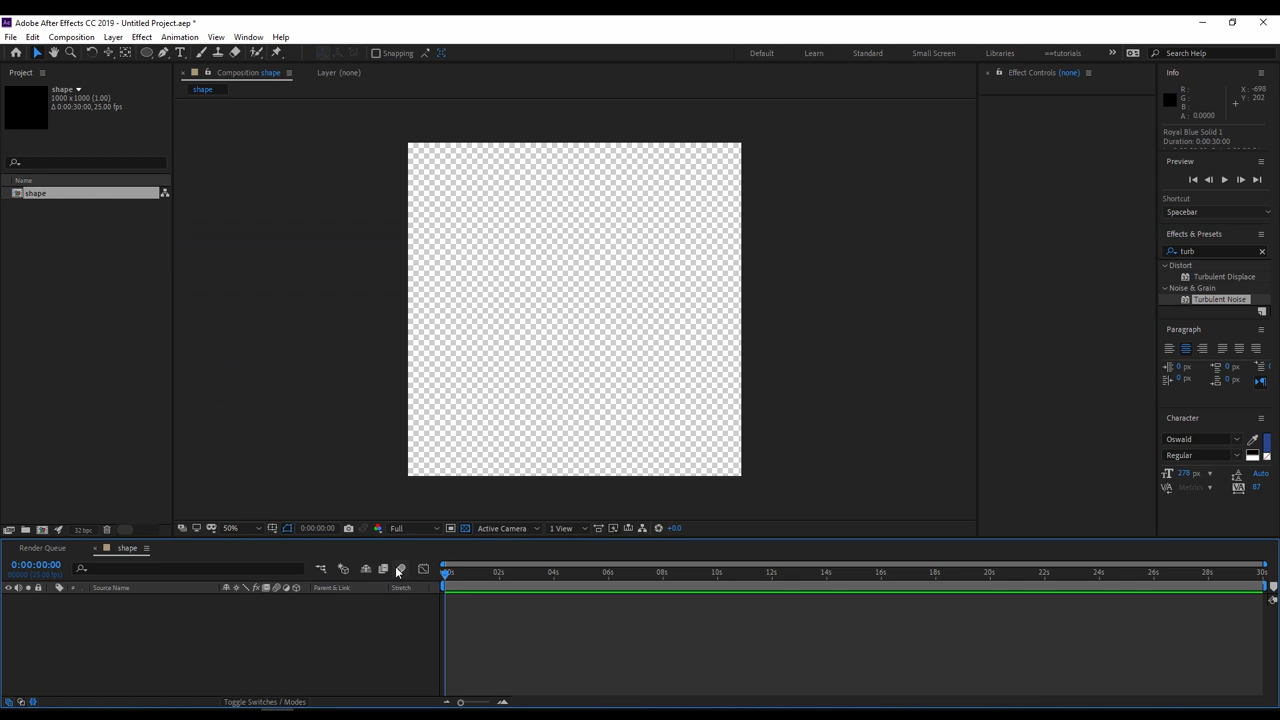 Adobe After Effects CC 2019 - Untitled Project.aep *
File Edit Composition Layer Effect Animation View Window Help
Snapping
Default Learn Standard Small Screen Libraries ==tutorials
Search Help
Project
shape
1000 x 1000 (1.00)
Δ 0:00:30:00, 25.00 fps
Name
shape
32 bpc
Composition shape
Layer (none)
shape
50%
0:00:00:00
Full
Active Camera
1 View
+0.0
Effect Controls (none)
Info
R :
G :
B :
A : 0.0000
X : -698
Y : 202
Royal Blue Solid 1
Duration: 0:00:30:00
Preview
Shortcut
Spacebar
Effects & Presets
turb
Distort
Turbulent Displace
Noise & Grain
Turbulent Noise
Paragraph
0 px 0 px
0 px 0 px
Character
Oswald
Regular
278 px Auto
Metrics 87
Render Queue
shape
0:00:00:00
00000 (25.00 fps)
# Source Name
Parent & Link
Stretch
02s 04s 06s 08s 10s 12s 14s 16s 18s 20s 22s 24s 26s 28s 30s
Toggle Switches / Modes